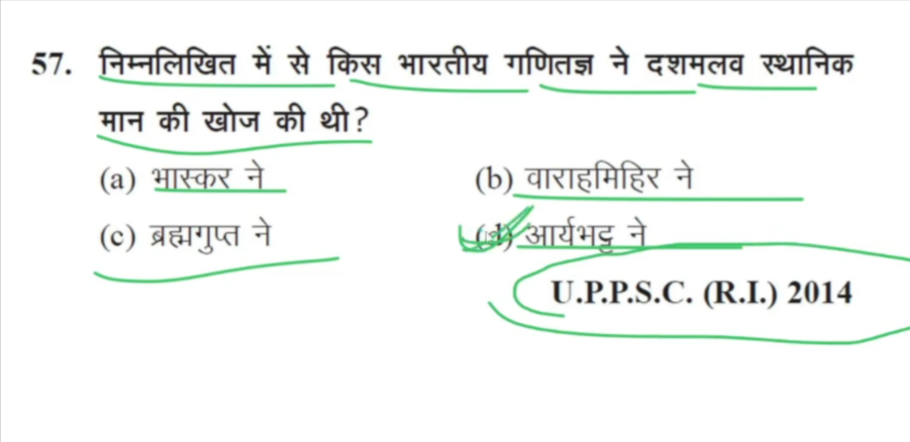 57. निम्नलिखित में से किस भारतीय गणितज्ञ ने दशमलव स्थानिक
मान की खोज की थी?
(a) भास्कर ने (b) वाराहमिहिर ने
(c) ब्रह्मगुप्त ने (d) आर्यभट्ट ने
U.P.P.S.C. (R.I.) 2014